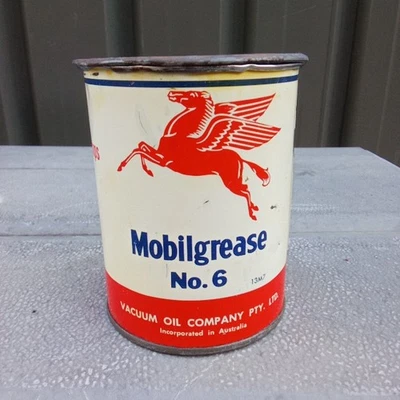 Mobilgrease
No. 6
VACUUM OIL COMPANY PTY. LTD.
Incorporated in Australia